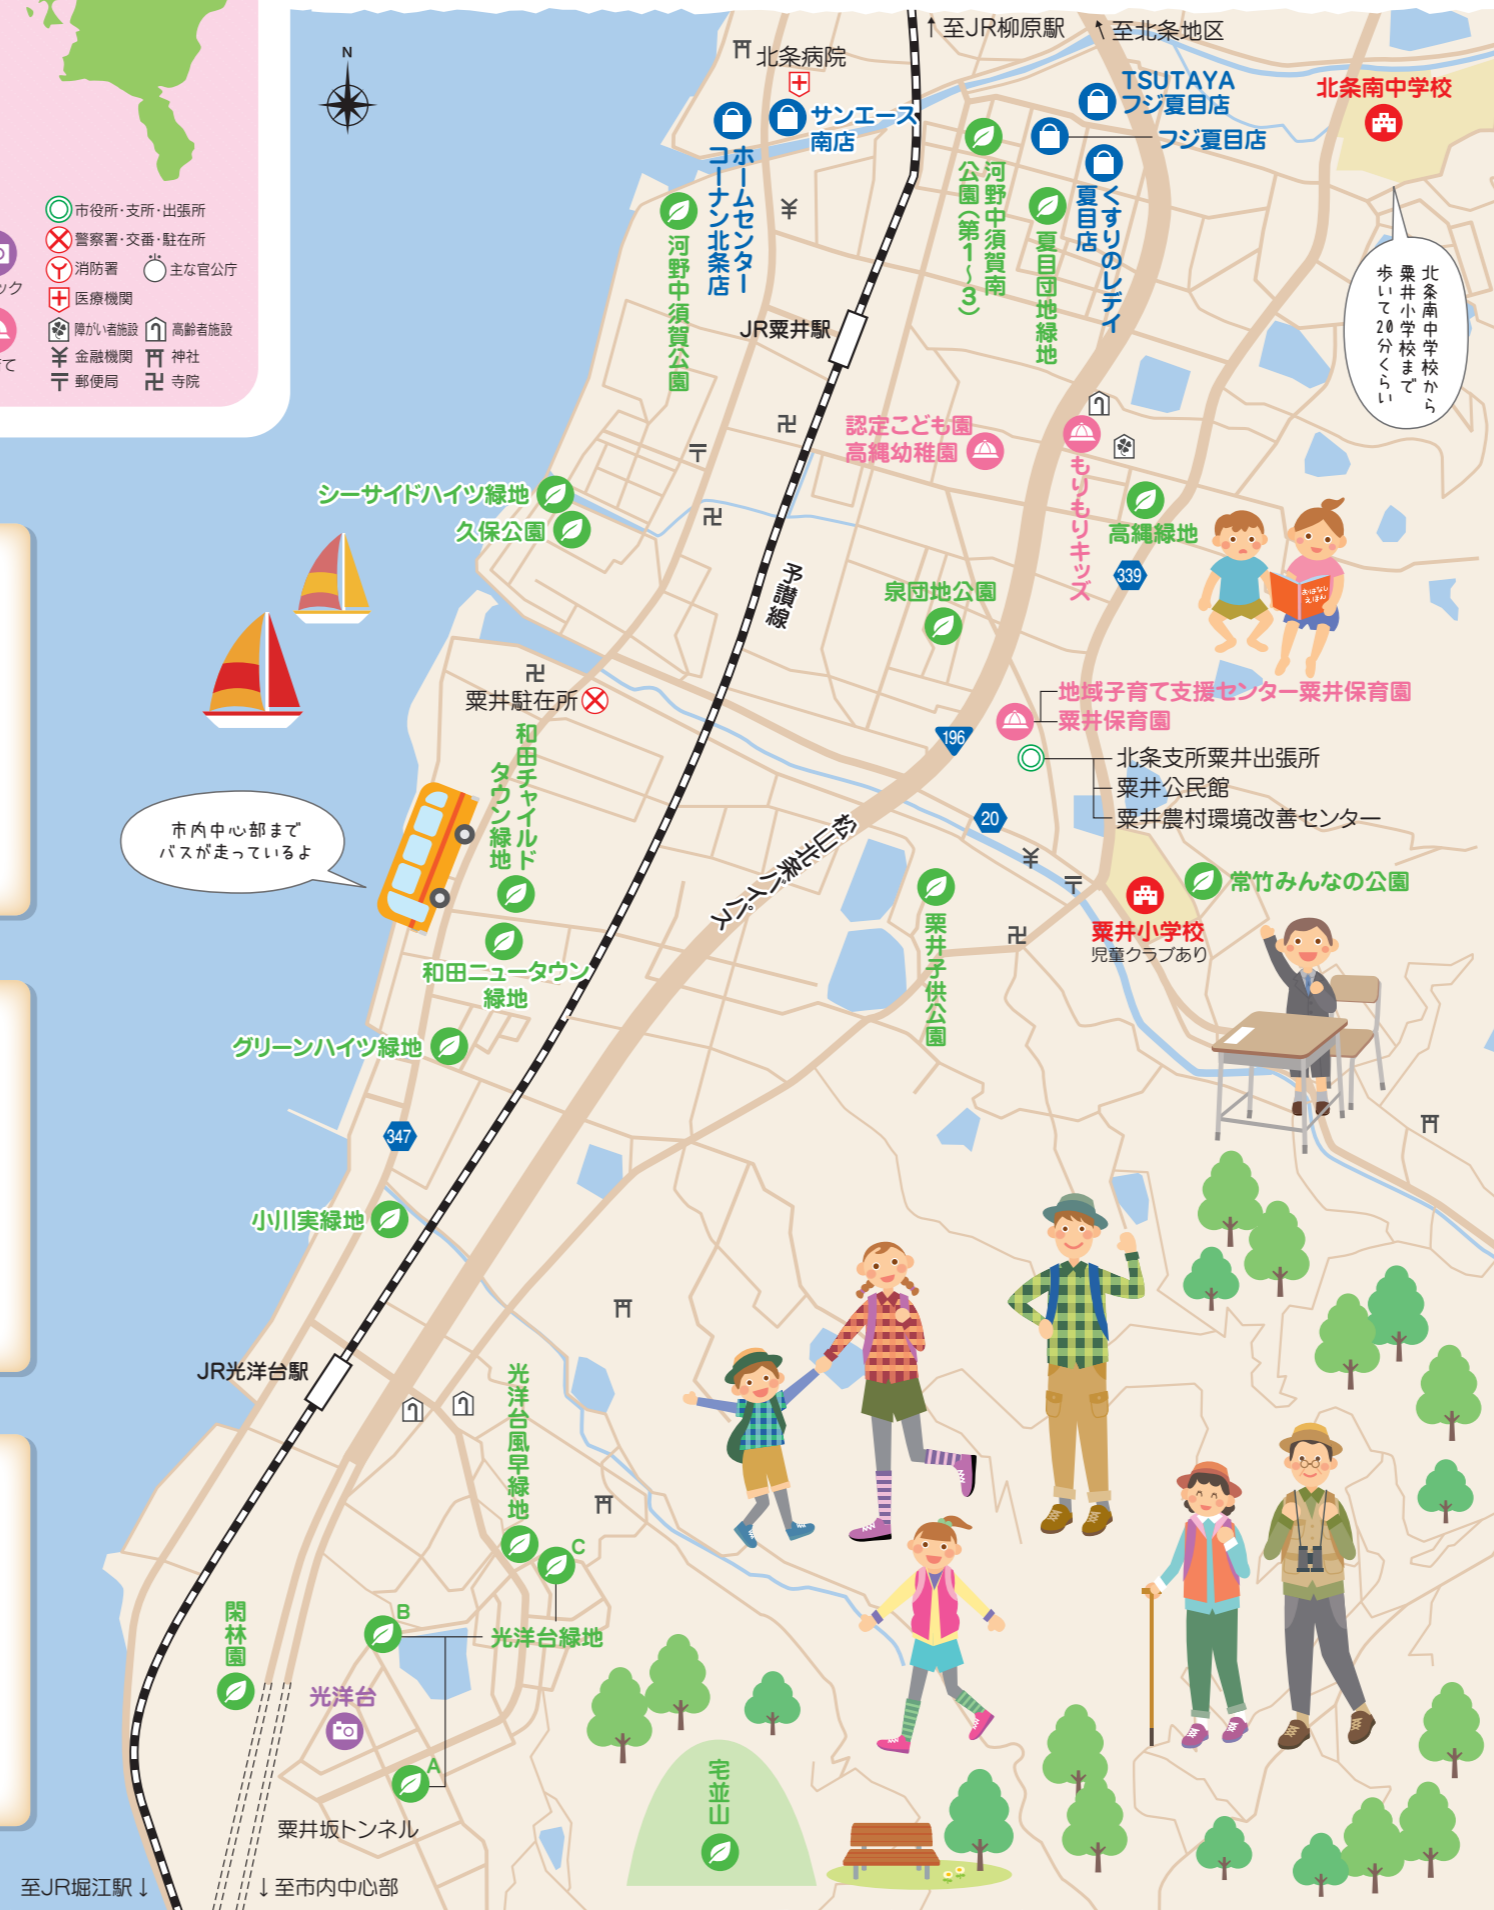 N
↑至JR柳原駅
↑至北条地区
北条病院
TSUTAYA
フジ夏目店
フジ夏目店
北条南中学校
サンエース
南店
ホームセンター
コーナン北条店
河野中須賀南
公園(第1〜3)
夏目団地緑地
くすりのレデイ
夏目店
河野中須賀公園
市役所・支所・出張所
警察署・交番・駐在所
消防署
主な官公庁
医療機関
障がい者施設
高齢者施設
金融機関
神社
郵便局
寺院
ック
て
北条南中学校から
粟井小学校まで
歩いて20分くらい
JR粟井駅
認定こども園
高縄幼稚園
もりもりキッズ
高縄緑地
339
シーサイドハイツ緑地
久保公園
予讃線
泉団地公園
おはなし
えほん
粟井駐在所
地域子育て支援センター粟井保育園
粟井保育園
196
北条支所粟井出張所
粟井公民館
粟井農村環境改善センター
20
和田チャイルド
タウン緑地
市内中心部まで
バスが走っているよ
松山北条バイパス
常竹みんなの公園
粟井小学校
児童クラブあり
粟井子供公園
和田ニュータウン
緑地
グリーンハイツ緑地
347
小川実緑地
JR光洋台駅
光洋台風早緑地
C
B
光洋台緑地
閑林園
光洋台
A
宅並山
粟井坂トンネル
至JR堀江駅↓
↓至市内中心部